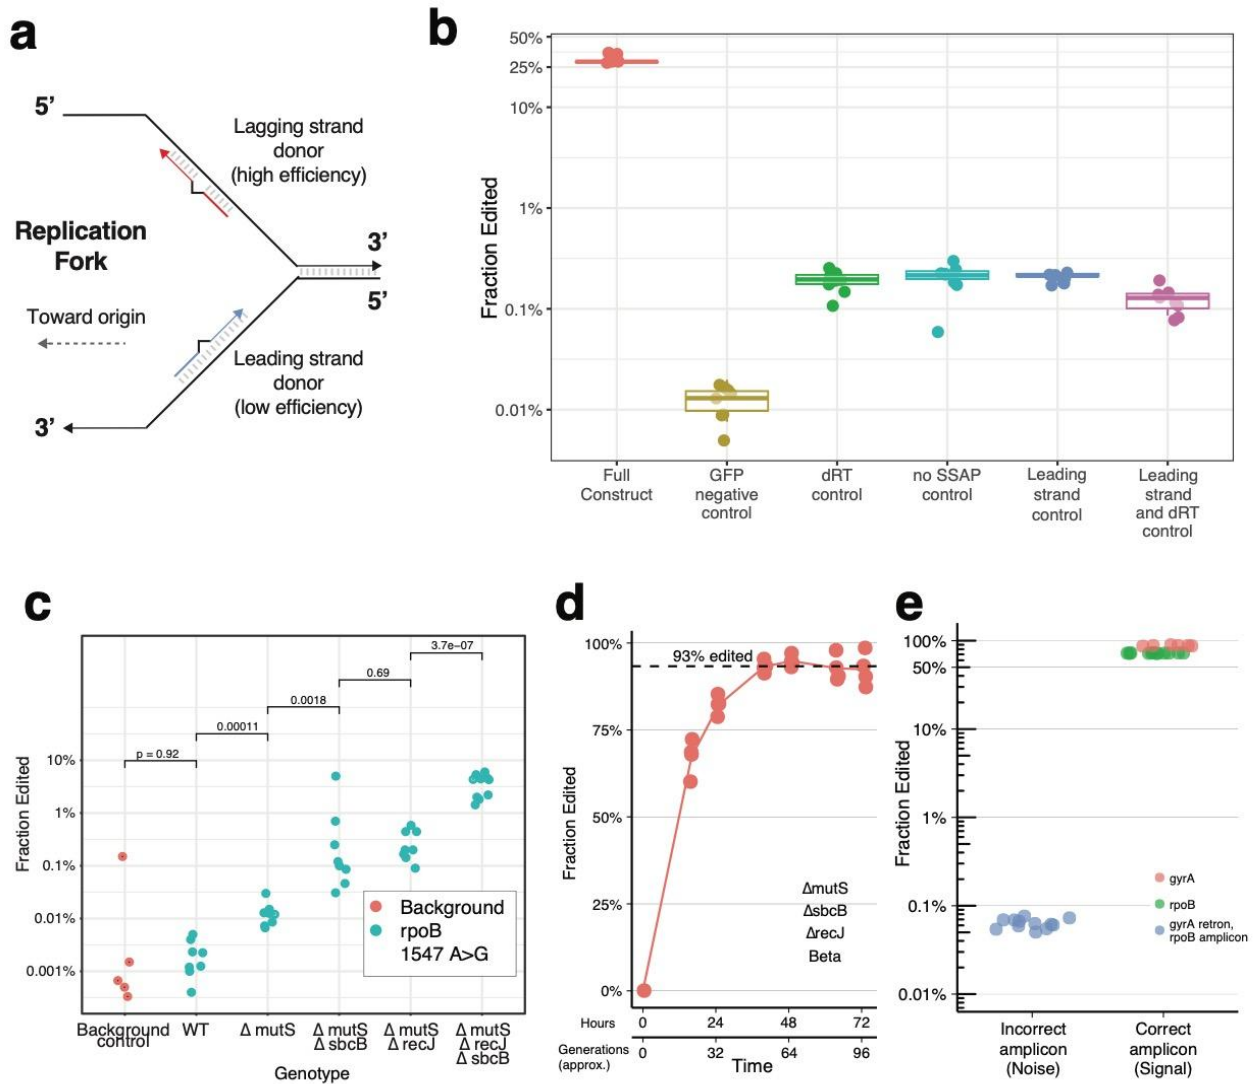 a
5’
Lagging strand
donor
(high efficiency)
Replication
Fork
3’
5’
Toward origin
Leading strand
donor
(low efficiency)
3’
b
Fraction Edited
50%
25%
10%
1%
0.1%
0.01%
Full
Construct
GFP
negative
control
dRT
control
no SSAP
control
Leading
strand
control
Leading
strand
and dRT
control
c
Fraction Edited
10%
1%
0.1%
0.01%
0.001%
p = 0.92
0.00011
0.0018
0.69
3.7e−07
Background
rpoB
1547 A>G
Background
control
WT
Δ mutS
Δ mutS
Δ sbcB
Δ mutS
Δ recJ
Δ mutS
Δ recJ
Δ sbcB
Genotype
d
Fraction Edited
100%
75%
50%
25%
0%
93% edited
ΔmutS
ΔsbcB
ΔrecJ
Beta
Hours 0 24 48 72
Generations
(approx.)
0 32 64 96
Time
e
Fraction Edited
100%
50%
10%
1%
0.1%
0.01%
gyrA
rpoB
gyrA retron,
rpoB amplicon
Incorrect
amplicon
(Noise)
Correct
amplicon
(Signal)